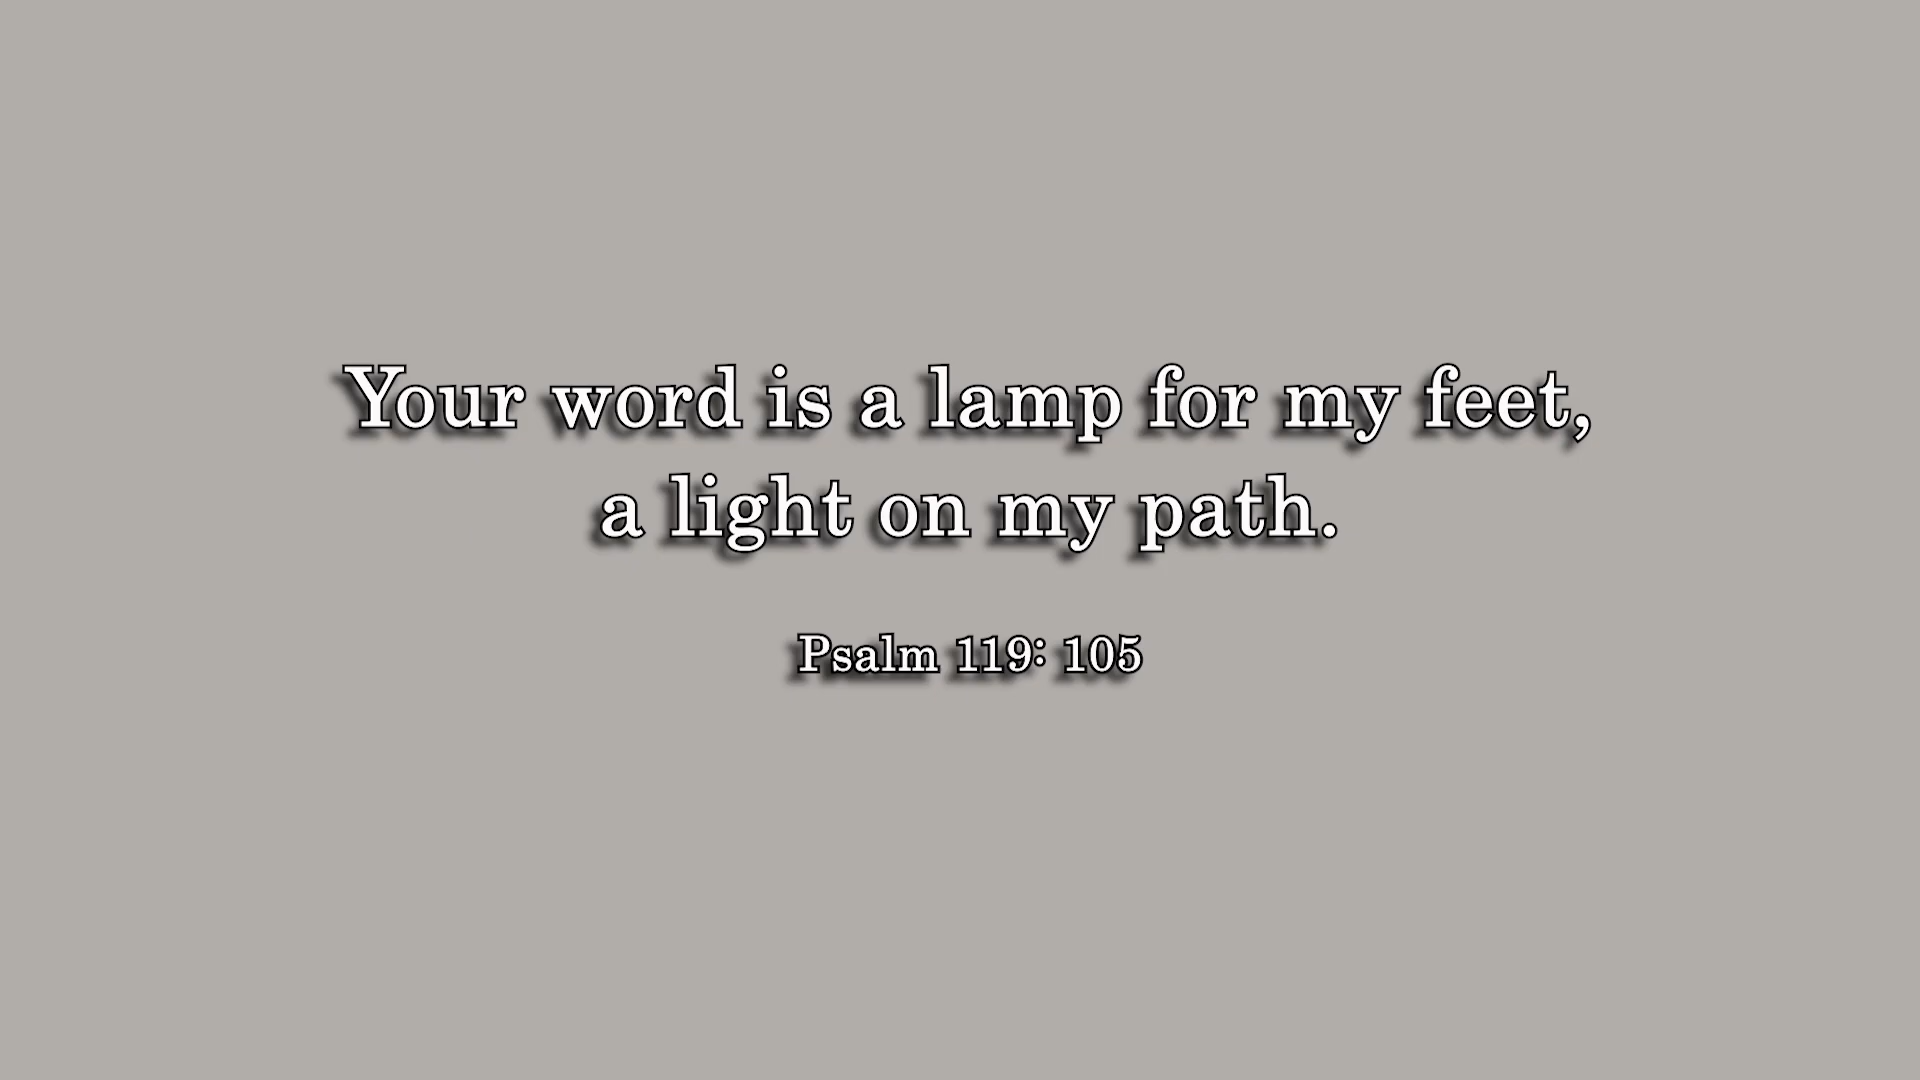 Your word is a lamp for my feet,
a light on my path.
Psalm 119: 105